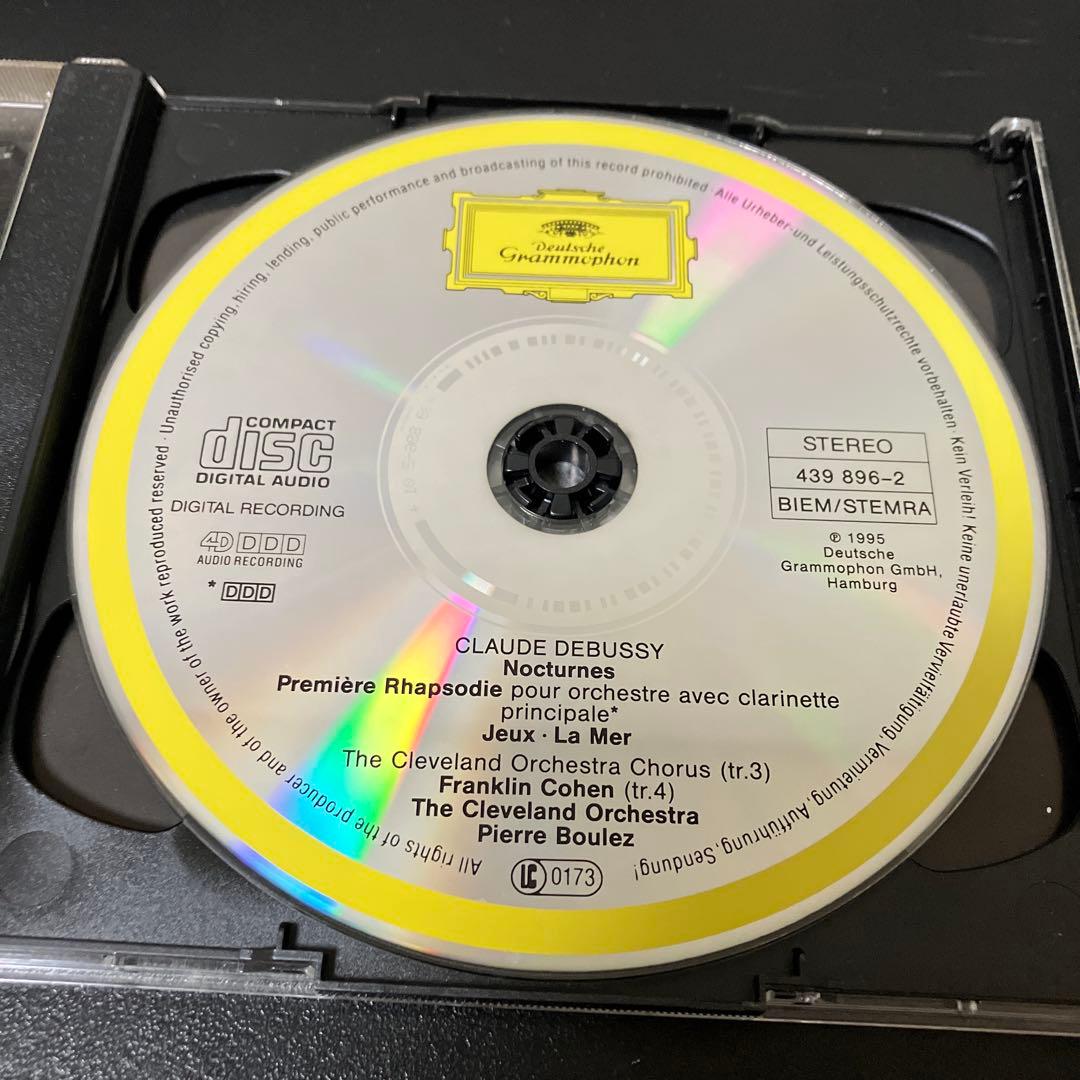 Unauthorised copying, hiring, lending, public performance and broadcasting of this record prohibited · Alle Urheber- und Leistungsschutzrechte vorbehalten · Kein Verleih! Keine unerlaubte Vervielfältigung, Vermietung, Aufführung, Sendung!
All rights of the producer and of the owner of the work reproduced reserved ·
Deutsche
Grammophon
COMPACT
disc
DIGITAL AUDIO
DIGITAL RECORDING
4D DDD
AUDIO RECORDING
* DDD
STEREO
439 896-2
BIEM/STEMRA
℗ 1995
Deutsche
Grammophon GmbH,
Hamburg
CLAUDE DEBUSSY
Nocturnes
Première Rhapsodie pour orchestre avec clarinette
principale*
Jeux · La Mer
The Cleveland Orchestra Chorus (tr.3)
Franklin Cohen (tr.4)
The Cleveland Orchestra
Pierre Boulez
LC 0173